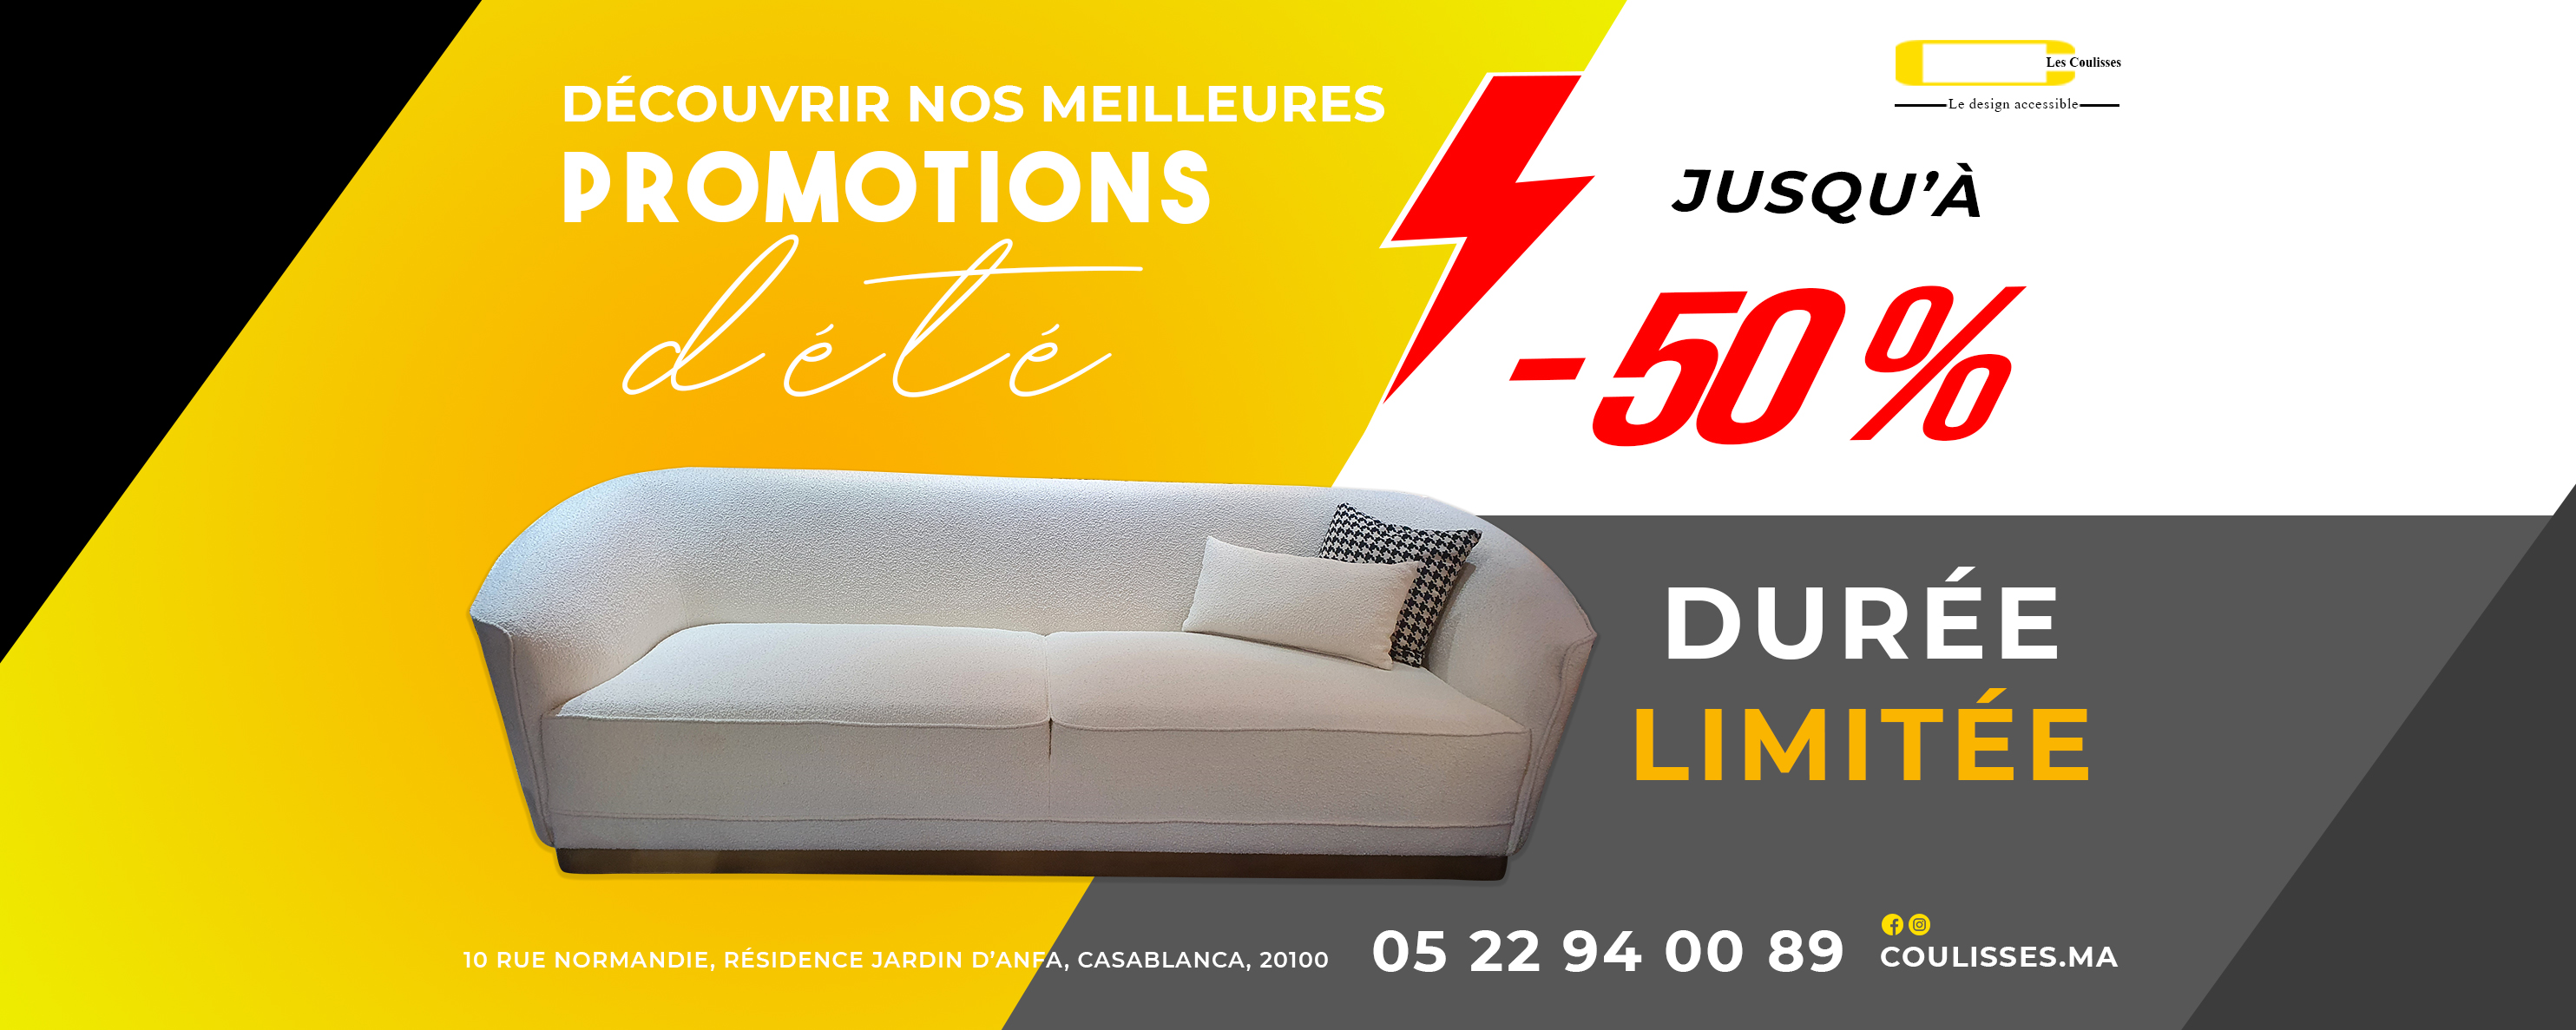 DÉCOUVRIR NOS MEILLEURES
PROMOTIONS
d'été
Les Coulisses
Le design accessible
JUSQU'À
-50%
DURÉE
LIMITÉE
10 RUE NORMANDIE, RÉSIDENCE JARDIN D'ANFA, CASABLANCA, 20100
05 22 94 00 89
COULISSES.MA